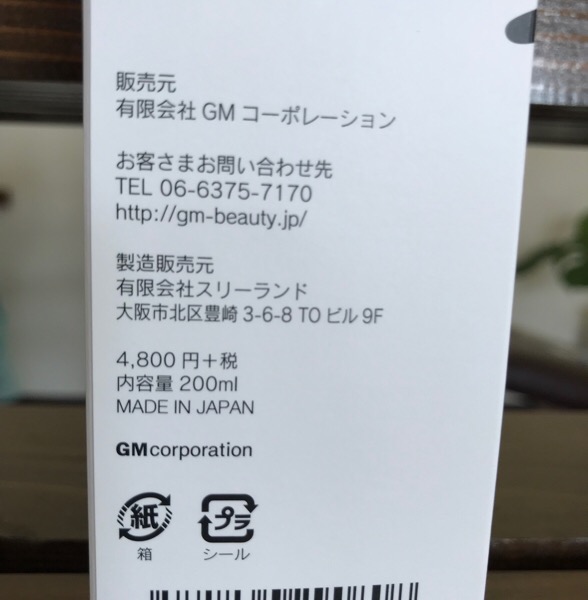 販売元
有限会社 GM コーポレーション
お客さまお問い合わせ先
TEL 06-6375-7170
http://gm-beauty.jp/
製造販売元
有限会社スリーランド
大阪市北区豊崎 3-6-8 TO ビル 9F
4,800 円+税
内容量 200ml
MADE IN JAPAN
GMcorporation
紙 プラ
箱 シール